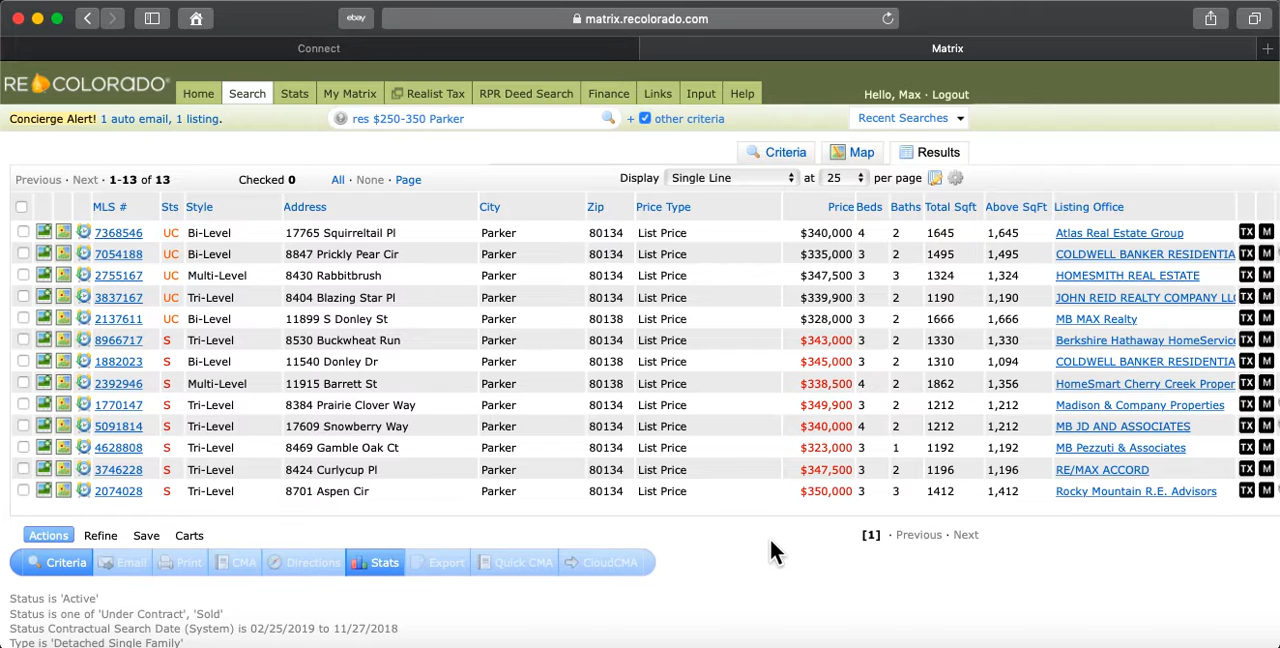 ebay
matrix.recolorado.com
Connect
Matrix
RECOLORADO®
Home Search Stats My Matrix Realist Tax RPR Deed Search Finance Links Input Help
Hello, Max · Logout
Concierge Alert! 1 auto email, 1 listing.
res $250-350 Parker
+ other criteria
Recent Searches
Criteria Map Results
Previous · Next · 1-13 of 13 Checked 0 All · None · Page Display Single Line at 25 per page
MLS # Sts Style Address City Zip Price Type Price Beds Baths Total Sqft Above SqFt Listing Office
7368546 UC Bi-Level 17765 Squirreltail Pl Parker 80134 List Price $340,000 4 2 1645 1,645 Atlas Real Estate Group TX M
7054188 UC Bi-Level 8847 Prickly Pear Cir Parker 80134 List Price $335,000 3 2 1495 1,495 COLDWELL BANKER RESIDENTIA TX M
2755167 UC Multi-Level 8430 Rabbitbrush Parker 80134 List Price $347,500 3 3 1324 1,324 HOMESMITH REAL ESTATE TX M
3837167 UC Tri-Level 8404 Blazing Star Pl Parker 80134 List Price $339,900 3 2 1190 1,190 JOHN REID REALTY COMPANY LLC TX M
2137611 UC Bi-Level 11899 S Donley St Parker 80138 List Price $328,000 3 2 1666 1,666 MB MAX Realty TX M
8966717 S Tri-Level 8530 Buckwheat Run Parker 80134 List Price $343,000 3 2 1330 1,330 Berkshire Hathaway HomeService TX M
1882023 S Bi-Level 11540 Donley Dr Parker 80138 List Price $345,000 3 2 1310 1,094 COLDWELL BANKER RESIDENTIA TX M
2392946 S Multi-Level 11915 Barrett St Parker 80138 List Price $338,500 4 2 1862 1,356 HomeSmart Cherry Creek Proper TX M
1770147 S Tri-Level 8384 Prairie Clover Way Parker 80134 List Price $349,900 3 2 1212 1,212 Madison & Company Properties TX M
5091814 S Tri-Level 17609 Snowberry Way Parker 80134 List Price $340,000 4 2 1212 1,212 MB JD AND ASSOCIATES TX M
4628808 S Tri-Level 8469 Gamble Oak Ct Parker 80134 List Price $323,000 3 1 1192 1,192 MB Pezzuti & Associates TX M
3746228 S Tri-Level 8424 Curlycup Pl Parker 80134 List Price $347,500 3 2 1196 1,196 RE/MAX ACCORD TX M
2074028 S Tri-Level 8701 Aspen Cir Parker 80134 List Price $350,000 3 3 1412 1,412 Rocky Mountain R.E. Advisors TX M
Actions Refine Save Carts [1] · Previous · Next
Criteria Email Print CMA Directions Stats Export Quick CMA CloudCMA
Status is 'Active'
Status is one of 'Under Contract', 'Sold'
Status Contractual Search Date (System) is 02/25/2019 to 11/27/2018
Type is 'Detached Single Family'